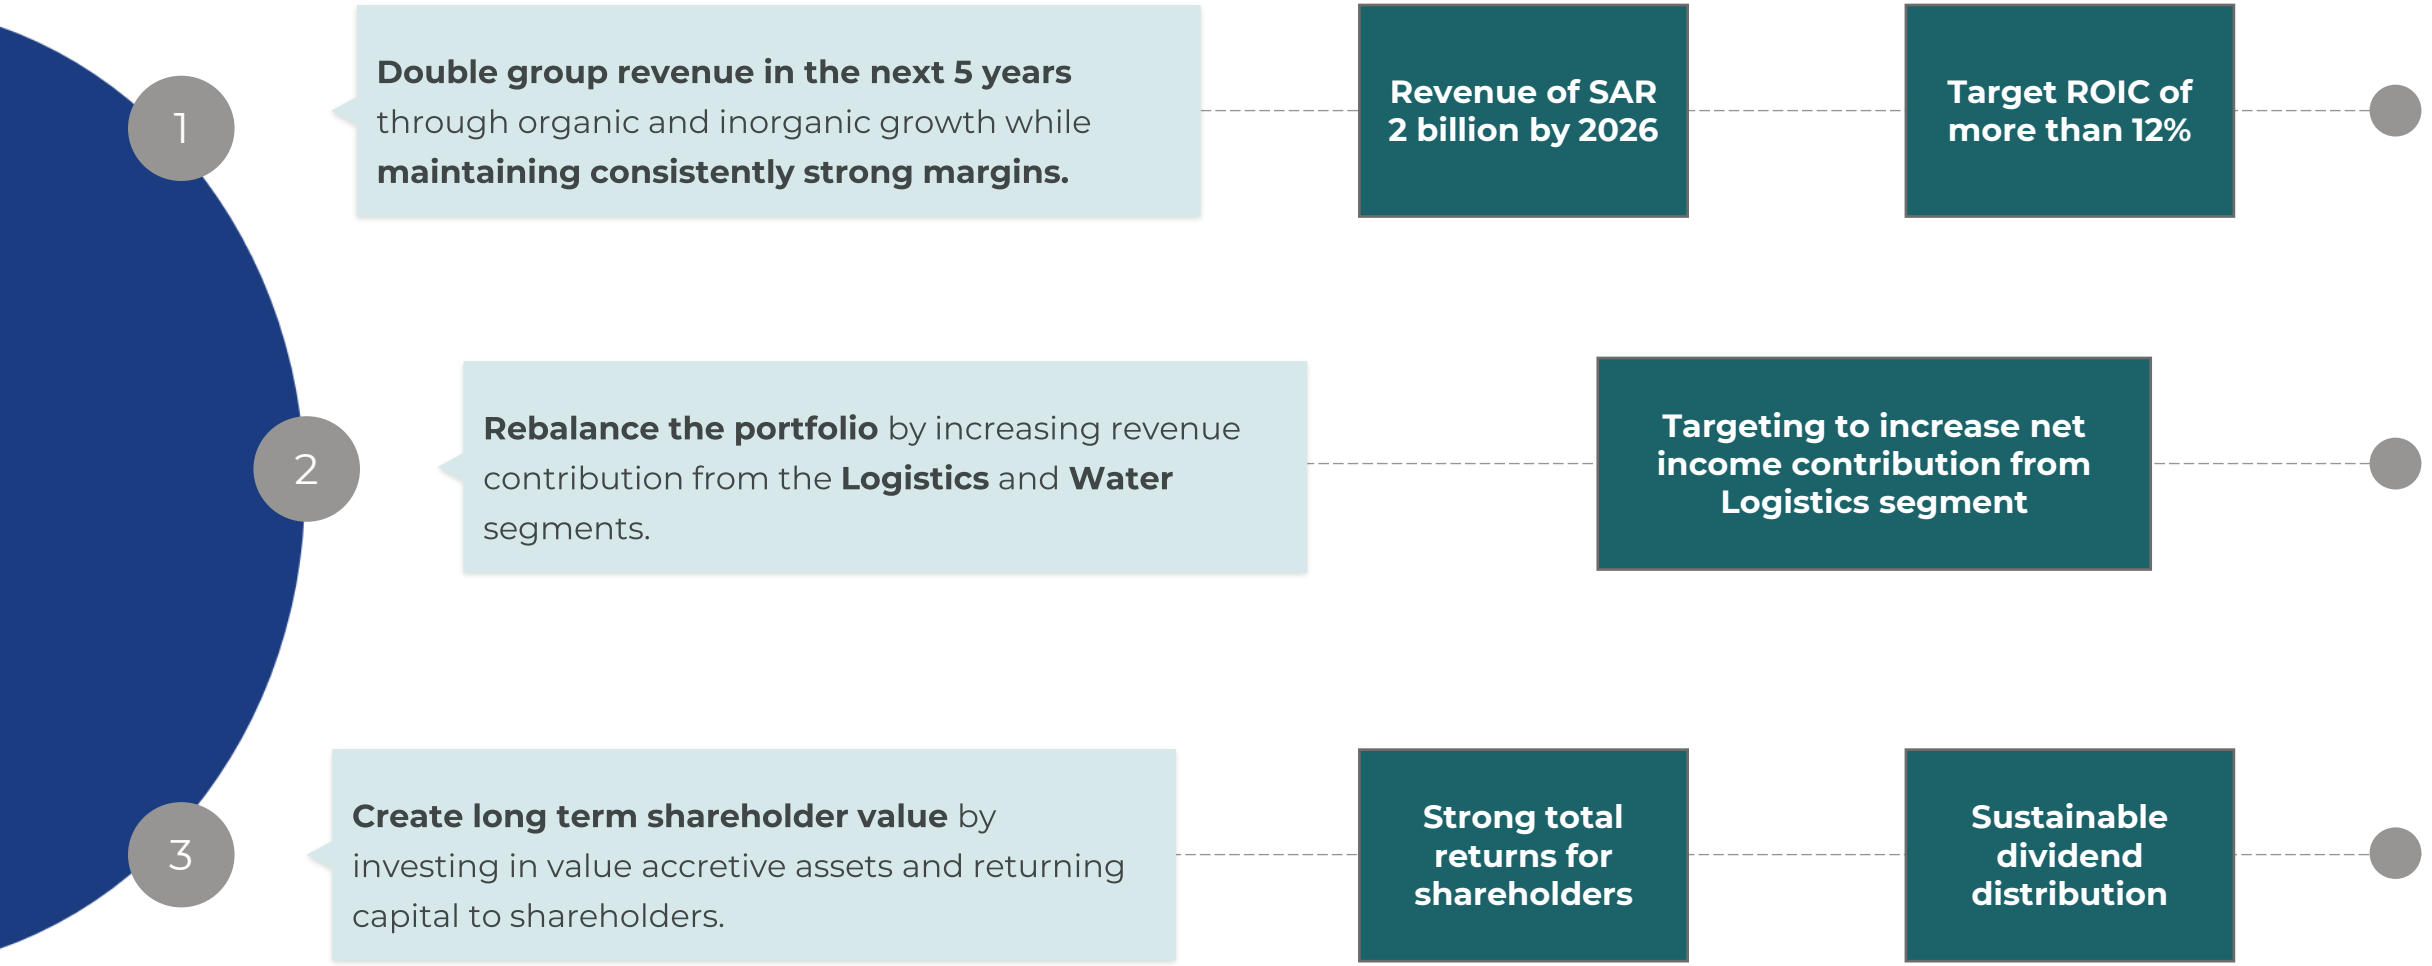 1
Double group revenue in the next 5 years
through organic and inorganic growth while
maintaining consistently strong margins.
Revenue of SAR
2 billion by 2026
Target ROIC of
more than 12%
2
Rebalance the portfolio by increasing revenue
contribution from the Logistics and Water
segments.
Targeting to increase net
income contribution from
Logistics segment
3
Create long term shareholder value by
investing in value accretive assets and returning
capital to shareholders.
Strong total
returns for
shareholders
Sustainable
dividend
distribution